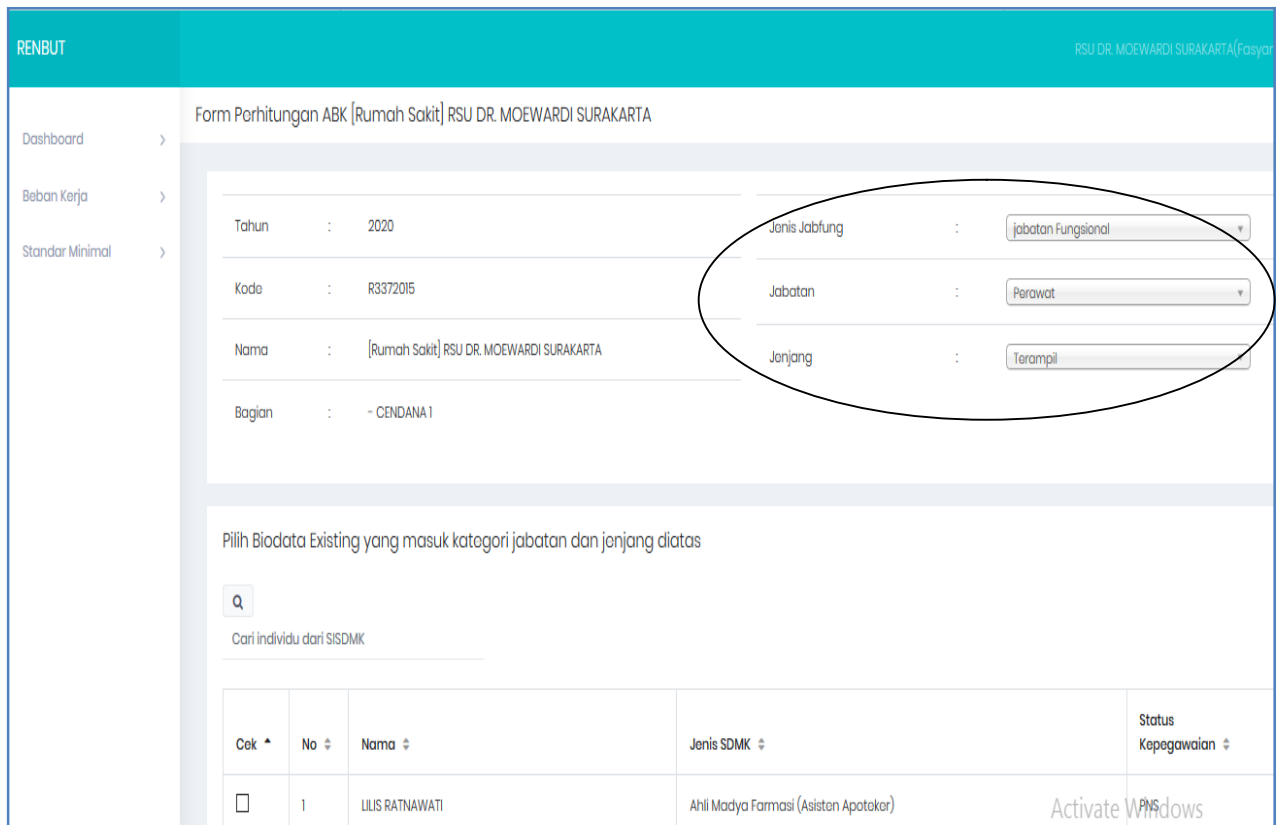 RENBUT
RSU DR. MOEWARDI SURAKARTA(Fasyan
Form Perhitungan ABK [Rumah Sakit] RSU DR. MOEWARDI SURAKARTA
Dashboard
Beban Kerja
Standar Minimal
Tahun : 2020
Kode : R3372015
Nama : [Rumah Sakit] RSU DR. MOEWARDI SURAKARTA
Bagian : - CENDANA 1
Jenis Jabfung : jabatan Fungsional
Jabatan : Perawat
Jenjang : Terampil
Pilih Biodata Existing yang masuk kategori jabatan dan jenjang diatas
Cari individu dari SISDMK
Cek No Nama Jenis SDMK Status Kepegawaian
1 LILIS RATNAWATI Ahli Madya Farmasi (Asisten Apoteker) PNS
Activate Windows